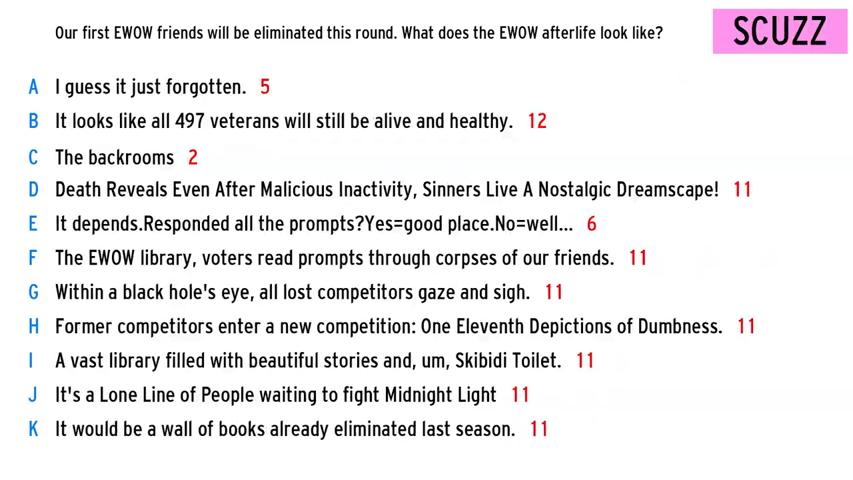 Our first EWOW friends will be eliminated this round. What does the EWOW afterlife look like?
SCUZZ
A I guess it just forgotten. 5
B It looks like all 497 veterans will still be alive and healthy. 12
C The backrooms 2
D Death Reveals Even After Malicious Inactivity, Sinners Live A Nostalgic Dreamscape! 11
E It depends.Responded all the prompts?Yes=good place.No=well... 6
F The EWOW library, voters read prompts through corpses of our friends. 11
G Within a black hole's eye, all lost competitors gaze and sigh. 11
H Former competitors enter a new competition: One Eleventh Depictions of Dumbness. 11
I A vast library filled with beautiful stories and, um, Skibidi Toilet. 11
J It's a Lone Line of People waiting to fight Midnight Light 11
K It would be a wall of books already eliminated last season. 11